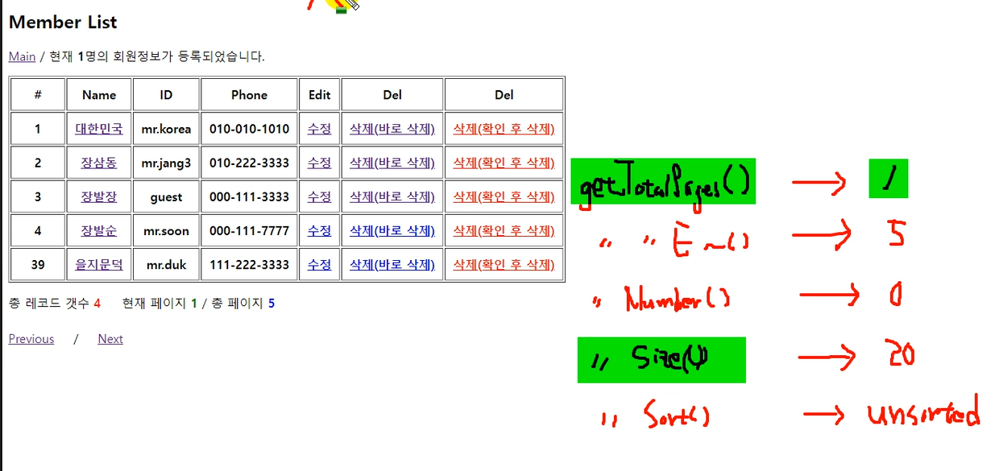 Member List
Main / 현재 1명의 회원정보가 등록되었습니다.
# Name ID Phone Edit Del Del
1 대한민국 mr.korea 010-010-1010 수정 삭제(바로 삭제) 삭제(확인 후 삭제)
2 장삼동 mr.jang3 010-222-3333 수정 삭제(바로 삭제) 삭제(확인 후 삭제)
3 장발장 guest 000-111-3333 수정 삭제(바로 삭제) 삭제(확인 후 삭제)
4 장발순 mr.soon 000-111-7777 수정 삭제(바로 삭제) 삭제(확인 후 삭제)
39 을지문덕 mr.duk 111-222-3333 수정 삭제(바로 삭제) 삭제(확인 후 삭제)
총 레코드 갯수 4 현재 페이지 1 / 총 페이지 5
Previous / Next
getTotalPages() → 1
" " E~() → 5
" Number() → 0
" Size() → 20
" Sort() → unsorted